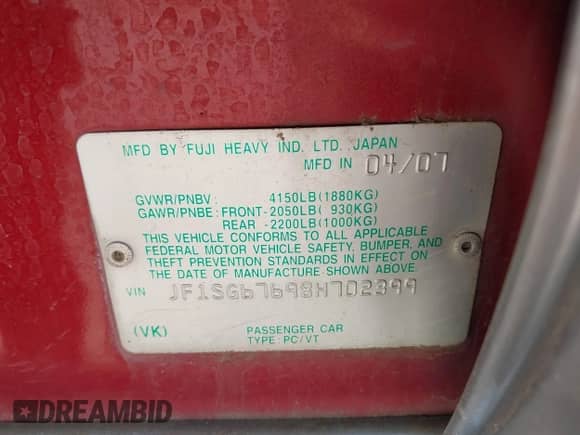 MFD BY FUJI HEAVY IND. LTD. JAPAN
MFD IN 04/07
GVWR/PNBV : 4150LB(1880KG)
GAWR/PNBE: FRONT-2050LB( 930KG)
REAR -2200LB(1000KG)
THIS VEHICLE CONFORMS TO ALL APPLICABLE
FEDERAL MOTOR VEHICLE SAFETY, BUMPER, AND
THEFT PREVENTION STANDARDS IN EFFECT ON
THE DATE OF MANUFACTURE SHOWN ABOVE.
VIN JF1SG67698H702399
(VK) PASSENGER CAR
TYPE: PC/VT
DREAMBID